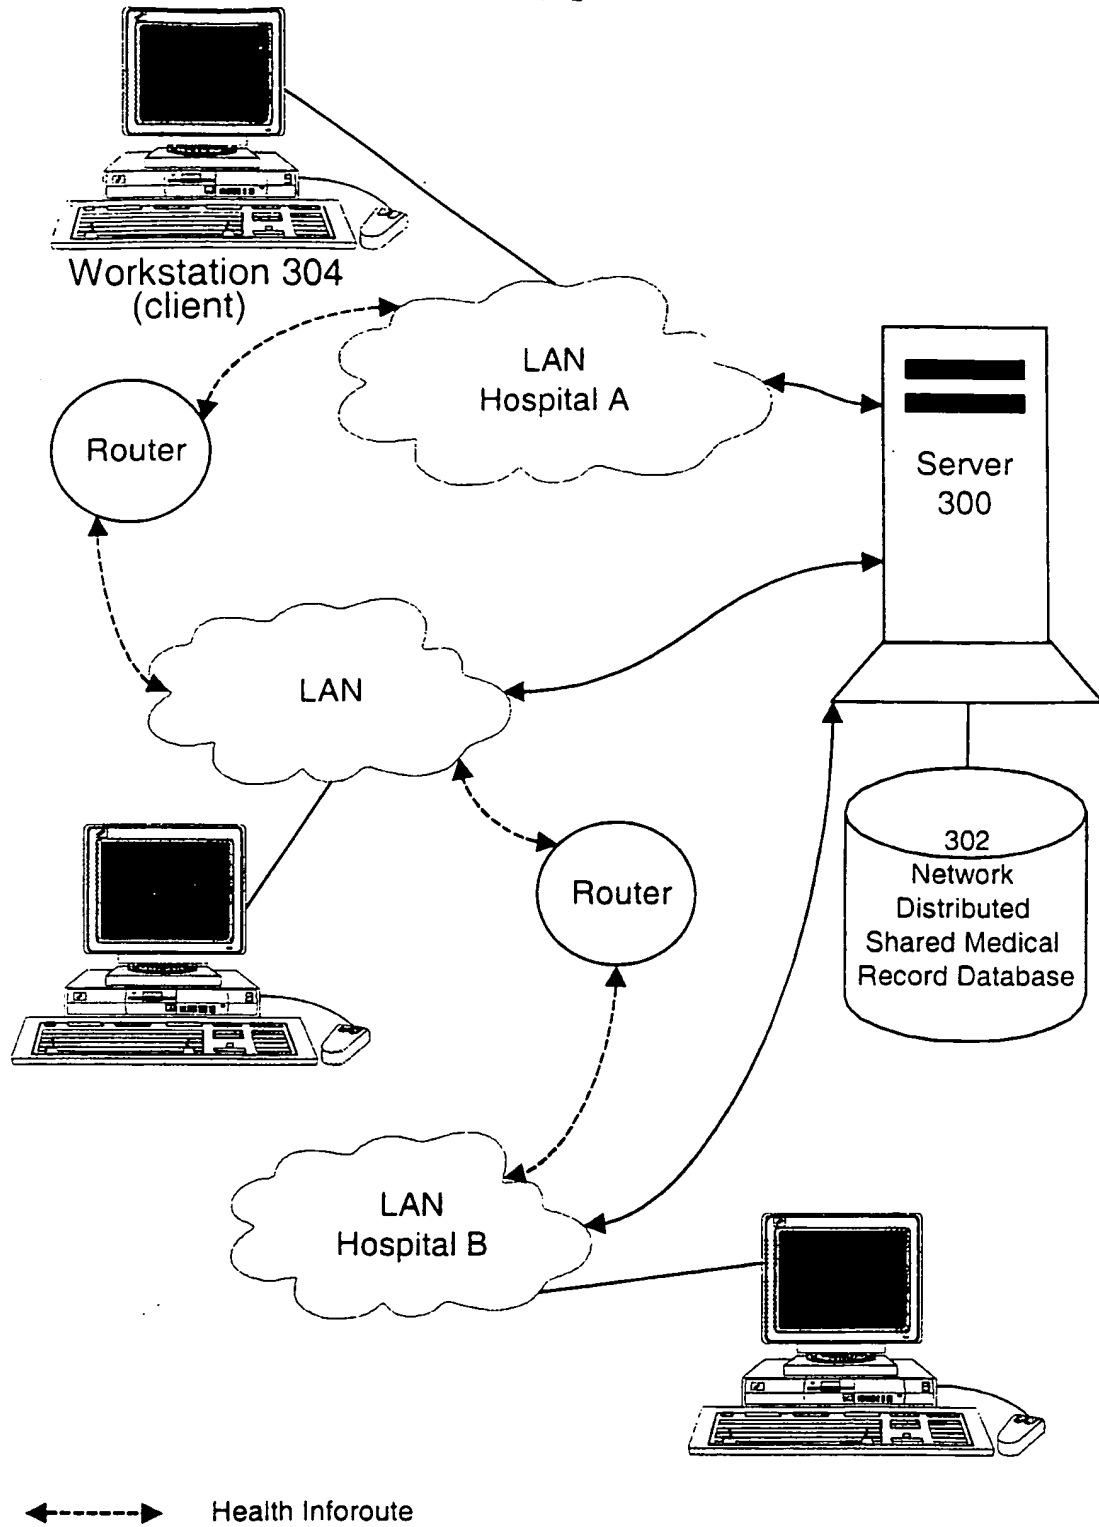 Workstation 304
(client)
LAN
Hospital A
Router
Server
300
LAN
Router
302
Network
Distributed
Shared Medical
Record Database
LAN
Hospital B
Health Inforoute